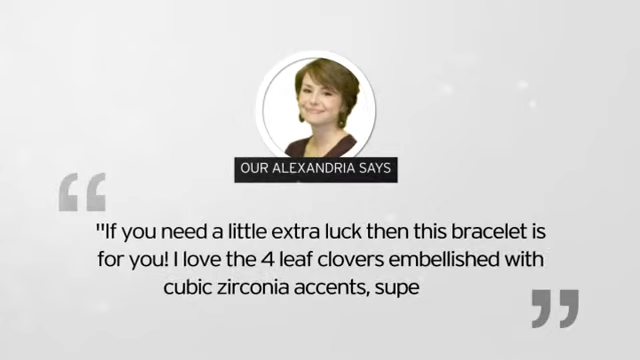 OUR ALEXANDRIA SAYS
"If you need a little extra luck then this bracelet is
for you! I love the 4 leaf clovers embellished with
cubic zirconia accents, supe